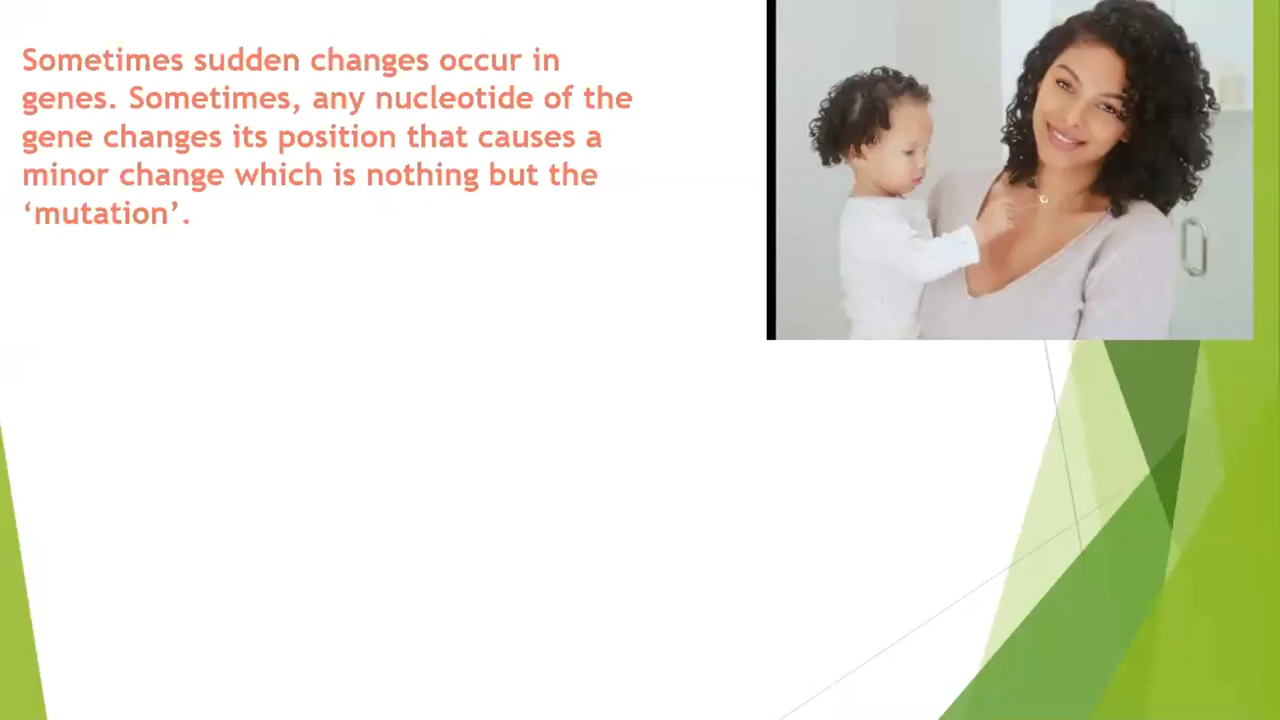 Sometimes sudden changes occur in
genes. Sometimes, any nucleotide of the
gene changes its position that causes a
minor change which is nothing but the
‘mutation’.